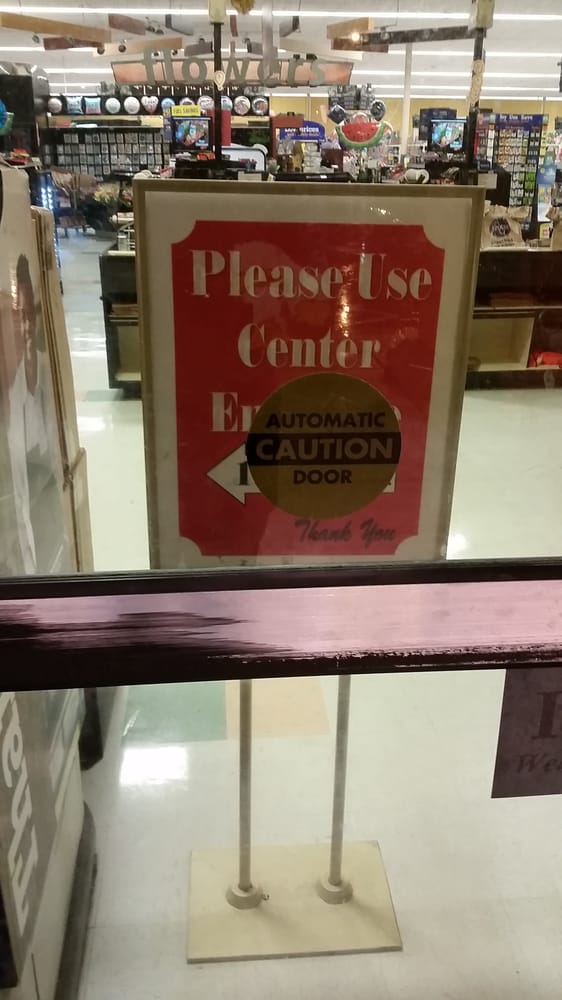 flowers
Please Use
Center
AUTOMATIC
CAUTION
DOOR
Thank You